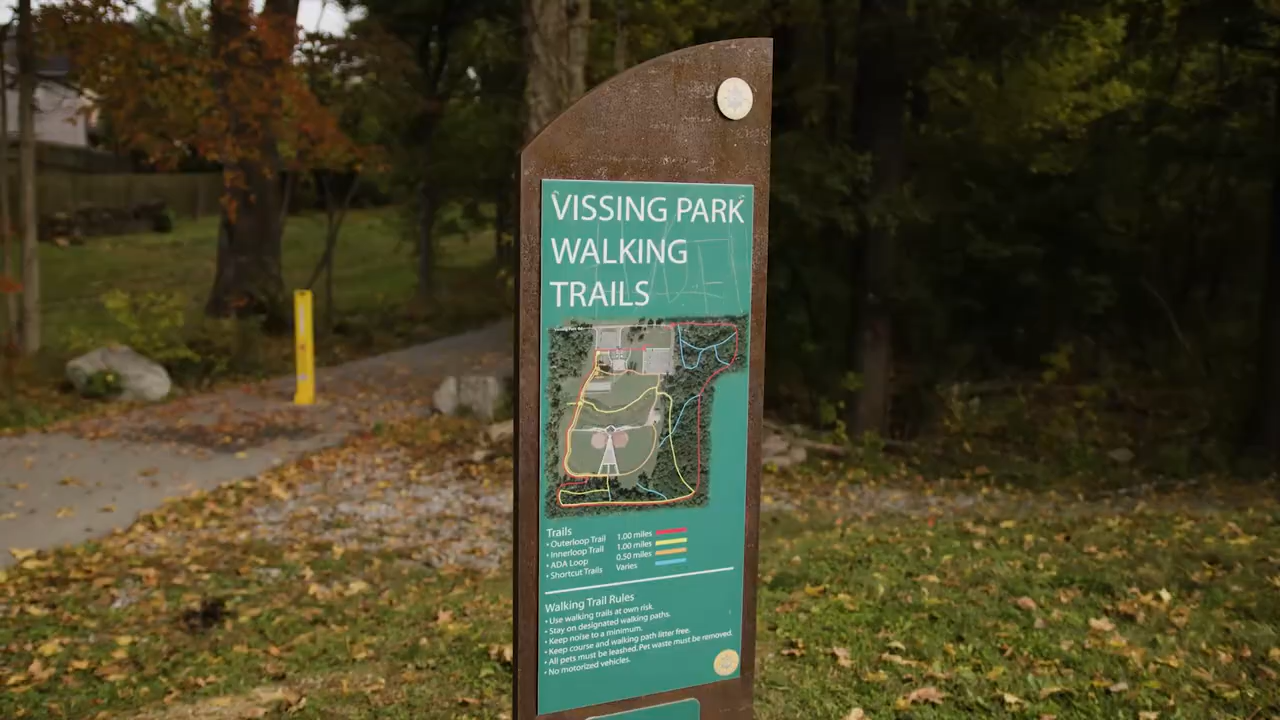 VISSING PARK
WALKING
TRAILS
Trails
• Outerloop Trail 1.00 miles
• Innerloop Trail 1.00 miles
• ADA Loop 0.50 miles
• Shortcut Trails Varies
Walking Trail Rules
• Use walking trails at own risk.
• Stay on designated walking paths.
• Keep noise to a minimum.
• Keep course and walking path litter free.
• All pets must be leashed. Pet waste must be removed.
• No motorized vehicles.